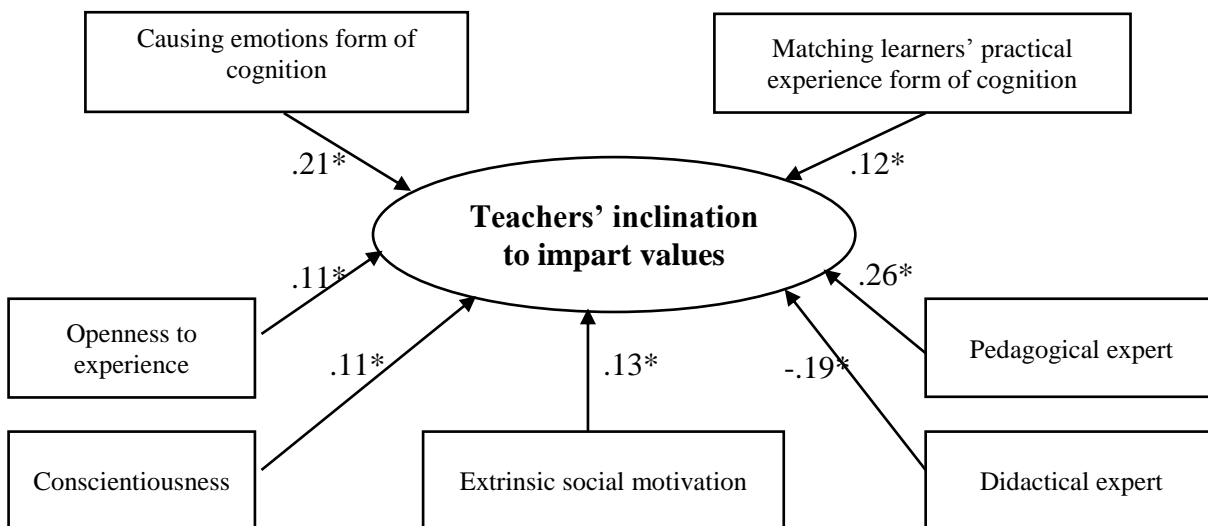 Causing emotions form of
cognition
Matching learners’ practical
experience form of cognition
.21*
.12*
Teachers’ inclination
to impart values
.11*
.26*
Openness to
experience
.11*
.13*
-.19*
Pedagogical expert
Conscientiousness
Extrinsic social motivation
Didactical expert